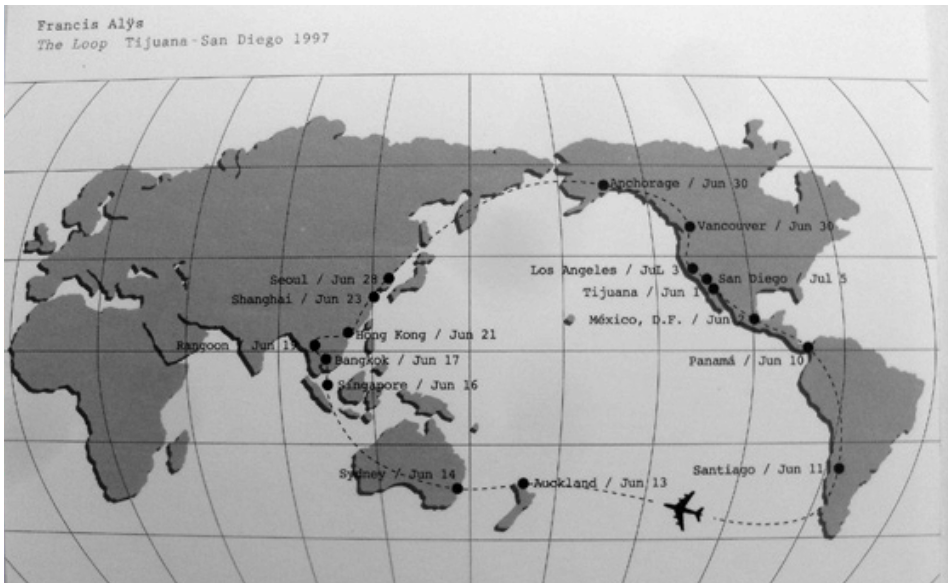 Francis Alÿs
The Loop Tijuana-San Diego 1997
Anchorage / Jun 30
Vancouver / Jun 30
Los Angeles / JuL 3
Seoul / Jun 28
San Diego / Jul 5
Tijuana / Jun 1
Shanghai / Jun 23
México, D.F. / Jun
Hong Kong / Jun 21
Rangoon / Jun 19
Bangkok / Jun 17
Panamá / Jun 10
Singapore / Jun 16
Santiago / Jun 11
Sydney / Jun 14
Auckland / Jun 13